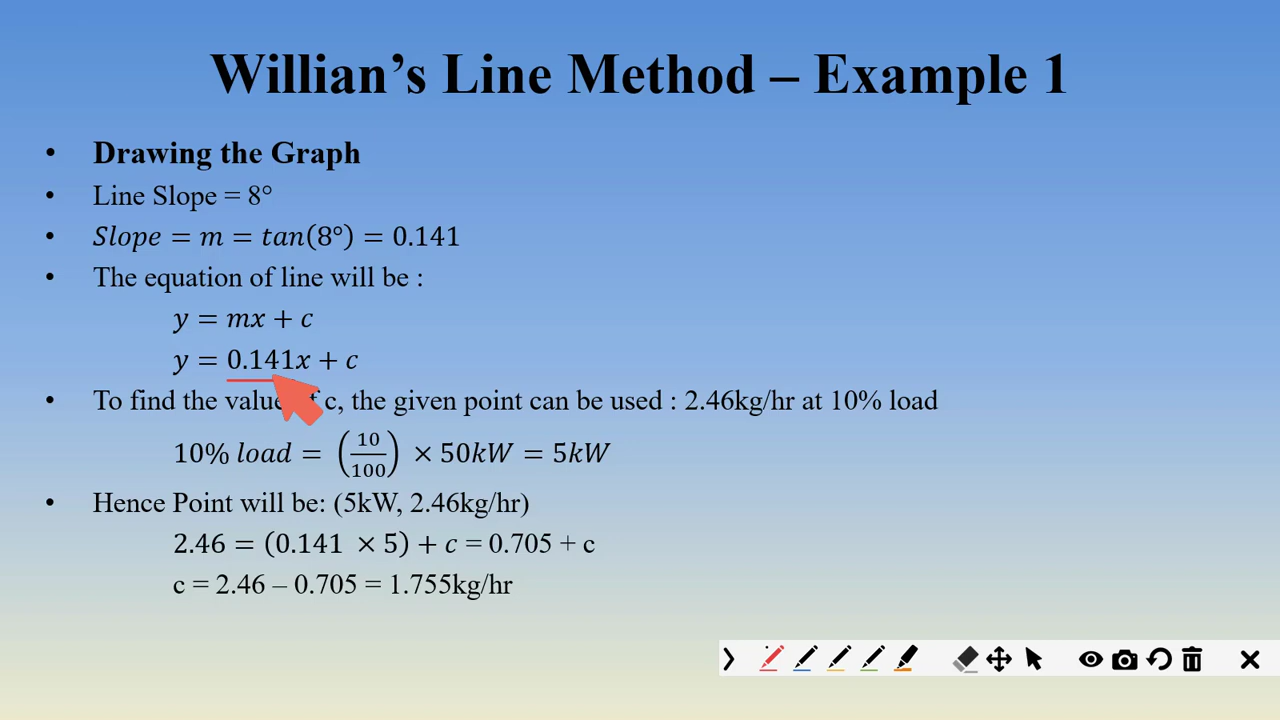 Willian's Line Method – Example 1
• Drawing the Graph
• Line Slope = 8°
• Slope = m = tan(8°) = 0.141
• The equation of line will be :
y = mx + c
y = 0.141x + c
• To find the value f c, the given point can be used : 2.46kg/hr at 10% load
10% load = (10/100) × 50kW = 5kW
• Hence Point will be: (5kW, 2.46kg/hr)
2.46 = (0.141 × 5) + c = 0.705 + c
c = 2.46 – 0.705 = 1.755kg/hr